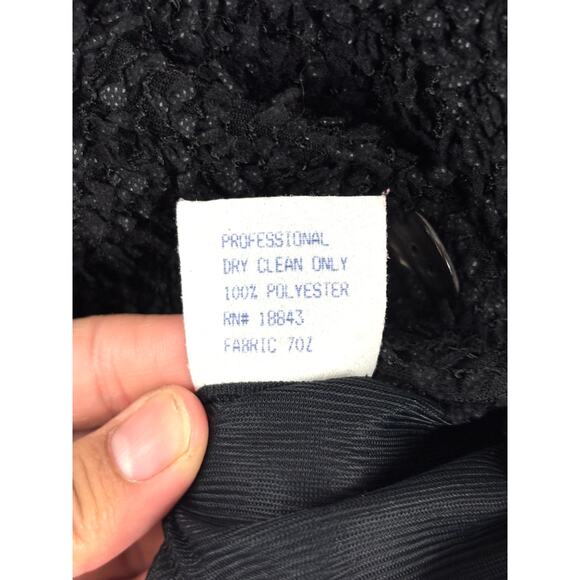 PROFESSIONAL
DRY CLEAN ONLY
100% POLYESTER
RN# 18843
FABRIC 7OZ